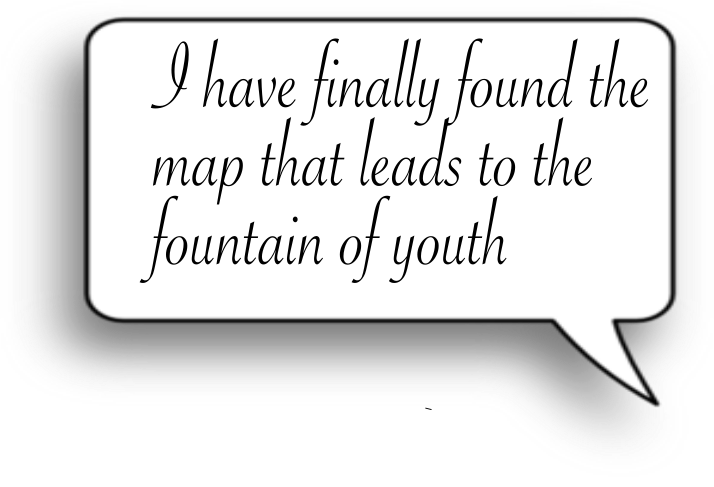 I have finally found the
map that leads to the
fountain of youth